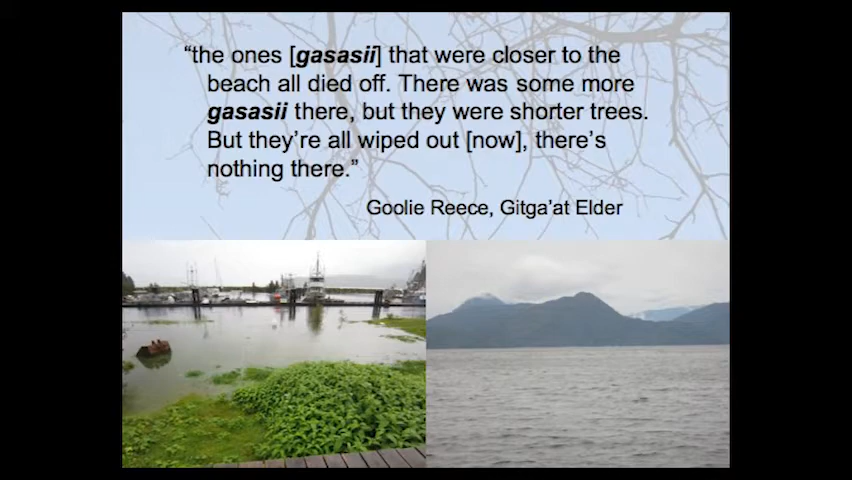 “the ones [gasasii] that were closer to the
beach all died off. There was some more
gasasii there, but they were shorter trees.
But they’re all wiped out [now], there’s
nothing there.”
Goolie Reece, Gitga’at Elder